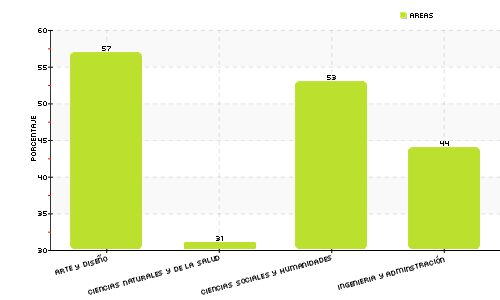 AREAS
PORCENTAJE
60
55
50
45
40
35
30
57
31
53
44
ARTE Y DISEÑO
CIENCIAS NATURALES Y DE LA SALUD
CIENCIAS SOCIALES Y HUMANIDADES
INGENIERIA Y ADMINSTRACIÓN